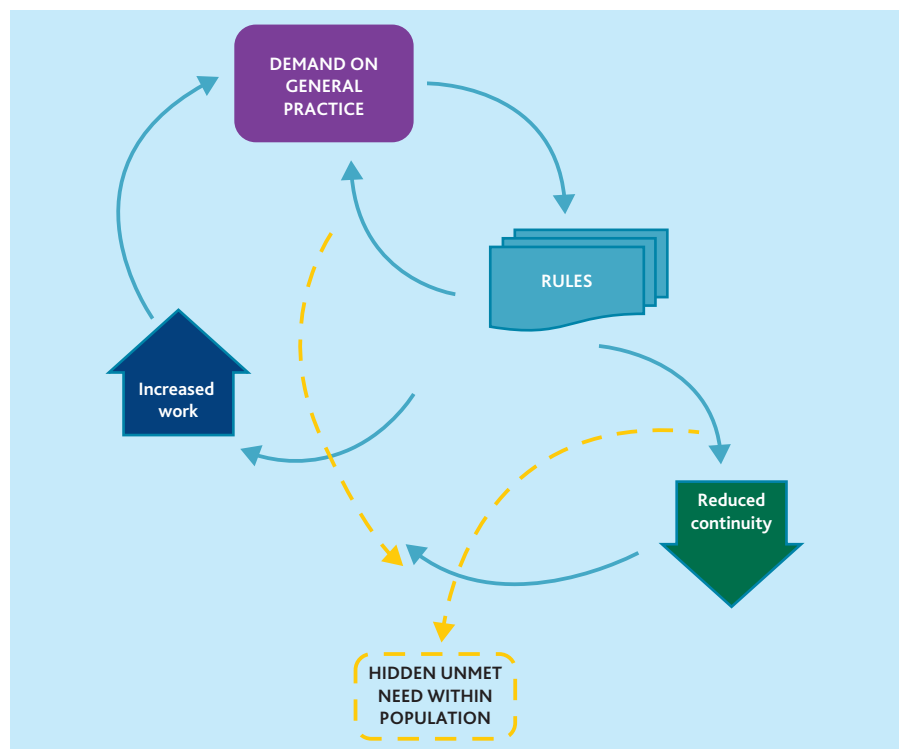 DEMAND ON
GENERAL
PRACTICE
RULES
Increased
work
Reduced
continuity
HIDDEN UNMET
NEED WITHIN
POPULATION